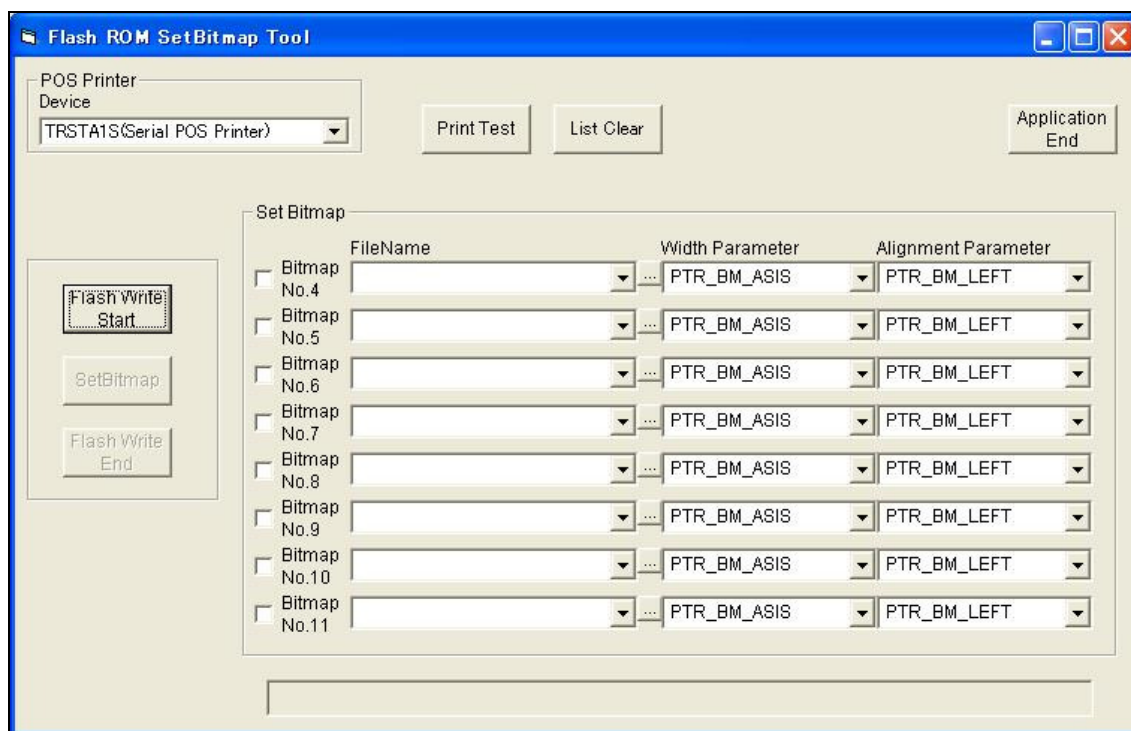 Flash ROM SetBitmap Tool
POS Printer
Device
TRSTA1S(Serial POS Printer)
Print Test
List Clear
Application
End
Set Bitmap
FileName
Width Parameter
Alignment Parameter
Flash Write
Start
SetBitmap
Flash Write
End
Bitmap
No.4
...
PTR_BM_ASIS
PTR_BM_LEFT
Bitmap
No.5
...
PTR_BM_ASIS
PTR_BM_LEFT
Bitmap
No.6
...
PTR_BM_ASIS
PTR_BM_LEFT
Bitmap
No.7
...
PTR_BM_ASIS
PTR_BM_LEFT
Bitmap
No.8
...
PTR_BM_ASIS
PTR_BM_LEFT
Bitmap
No.9
...
PTR_BM_ASIS
PTR_BM_LEFT
Bitmap
No.10
...
PTR_BM_ASIS
PTR_BM_LEFT
Bitmap
No.11
...
PTR_BM_ASIS
PTR_BM_LEFT